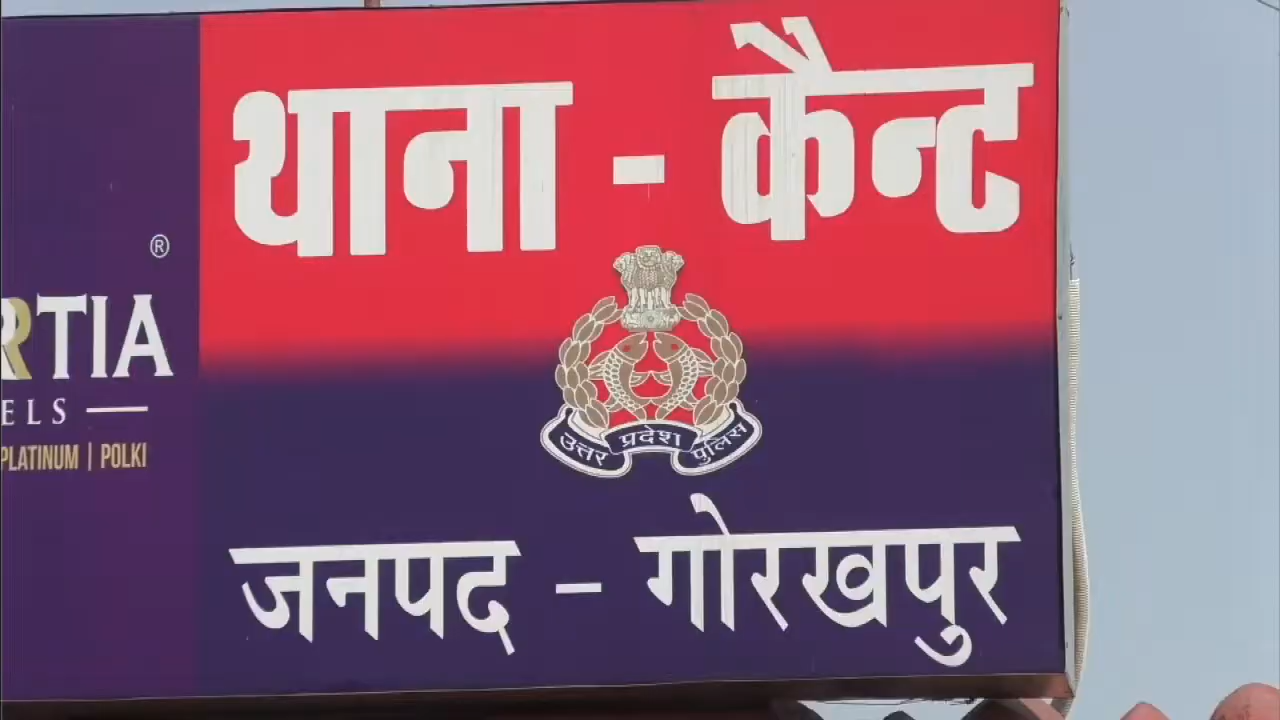 थाना - कैन्ट
उत्तर प्रदेश पुलिस
जनपद - गोरखपुर
®
RTIA
ELS
PLATINUM | POLKI